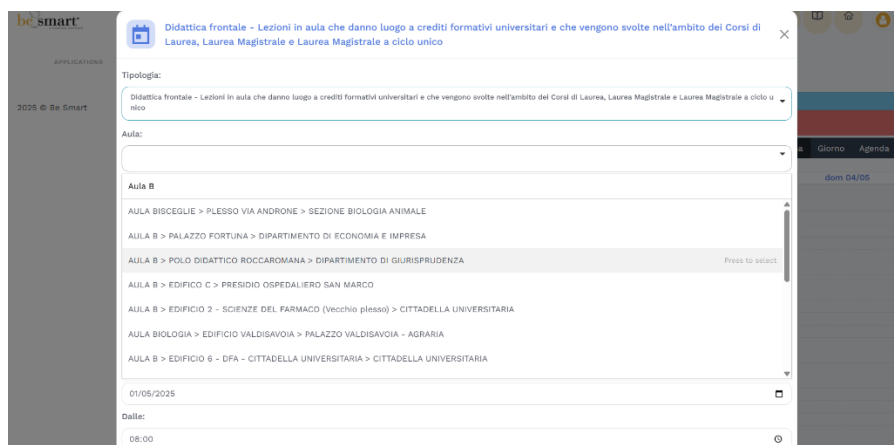 be smart
APPLICATIONS
2025 © Be Smart
Didattica frontale - Lezioni in aula che danno luogo a crediti formativi universitari e che vengono svolte nell'ambito dei Corsi di
Laurea, Laurea Magistrale e Laurea Magistrale a ciclo unico
Tipologia:
Didattica frontale - Lezioni in aula che danno luogo a crediti formativi universitari e che vengono svolte nell'ambito dei Corsi di Laurea, Laurea Magistrale e Laurea Magistrale a ciclo u
nico
Aula:
Aula B
AULA BISCEGLIE > PLESSO VIA ANDRONE > SEZIONE BIOLOGIA ANIMALE
AULA B > PALAZZO FORTUNA > DIPARTIMENTO DI ECONOMIA E IMPRESA
AULA B > POLO DIDATTICO ROCCAROMANA > DIPARTIMENTO DI GIURISPRUDENZA Press to select
AULA B > EDIFICO C > PRESIDIO OSPEDALIERO SAN MARCO
AULA B > EDIFICIO 2 - SCIENZE DEL FARMACO (Vecchio plesso) > CITTADELLA UNIVERSITARIA
AULA BIOLOGIA > EDIFICIO VALDISAVOIA > PALAZZO VALDISAVOIA - AGRARIA
AULA B > EDIFICIO 6 - DFA - CITTADELLA UNIVERSITARIA > CITTADELLA UNIVERSITARIA
01/05/2025
Dalle:
08:00
a Giorno Agenda
dom 04/05